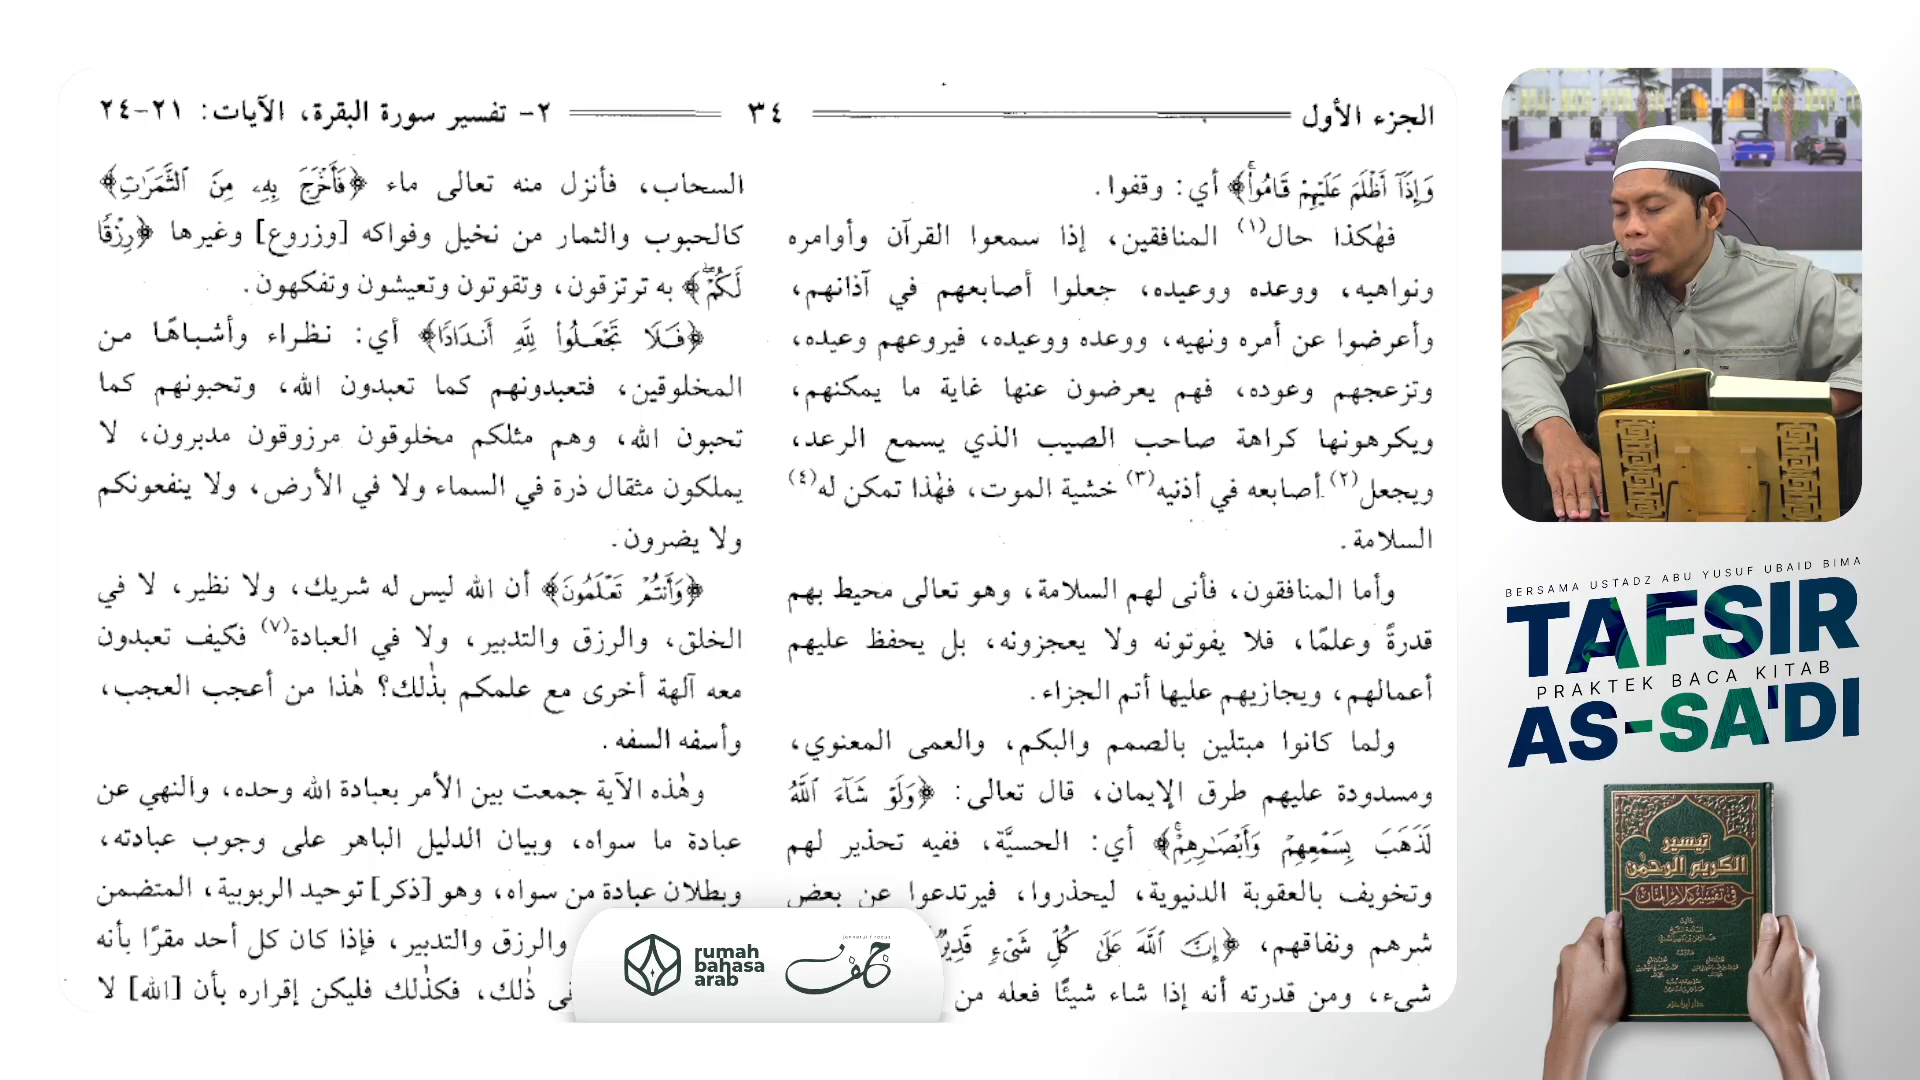 الجزء الأول
٣٤
٢- تفسير سورة البقرة، الآيات: ٢١-٢٤
وَإِذَآ أَظْلَمَ عَلَيْهِمْ قَامُوا۟ۚ﴾ أي: وقفوا.
فهٰكذا حال(١) المنافقين، إذا سمعوا القرآن وأوامره
ونواهيه، ووعده ووعيده، جعلوا أصابعهم في آذانهم،
وأعرضوا عن أمره ونهيه، ووعده ووعيده، فيروعهم وعيده،
وتزعجهم وعوده، فهم يعرضون عنها غاية ما يمكنهم،
ويكرهونها كراهة صاحب الصيب الذي يسمع الرعد،
ويجعل(٢) أصابعه في أذنيه(٣) خشية الموت، فهٰذا تمكن له(٤)
السلامة.
وأما المنافقون، فأنى لهم السلامة، وهو تعالى محيط بهم
قدرةً وعلمًا، فلا يفوتونه ولا يعجزونه، بل يحفظ عليهم
أعمالهم، ويجازيهم عليها أتم الجزاء.
ولما كانوا مبتلين بالصمم والبكم، والعمى المعنوي،
ومسدودة عليهم طرق الإيمان، قال تعالى: ﴿وَلَوْ شَآءَ ٱللَّهُ
لَذَهَبَ بِسَمْعِهِمْ وَأَبْصَٰرِهِمْۚ﴾ أي: الحسيَّة، ففيه تحذير لهم
وتخويف بالعقوبة الدنيوية، ليحذروا، فيرتدعوا عن بعض
شرهم ونفاقهم، ﴿إِنَّ ٱللَّهَ عَلَىٰ كُلِّ شَىْءٍ قَدِيرٌ
شيء، ومن قدرته أنه إذا شاء شيئًا فعله من
السحاب، فأنزل منه تعالى ماء ﴿فَأَخْرَجَ بِهِۦ مِنَ ٱلثَّمَرَٰتِ﴾
كالحبوب والثمار من نخيل وفواكه [وزروع] وغيرها ﴿رِزْقًا
لَّكُمْۖ﴾ به ترتزقون، وتقوتون وتعيشون وتفكهون.
﴿فَلَا تَجْعَلُوا۟ لِلَّهِ أَندَادًا﴾ أي: نظراء وأشباهًا من
المخلوقين، فتعبدونهم كما تعبدون الله، وتحبونهم كما
تحبون الله، وهم مثلكم مخلوقون مرزوقون مدبرون، لا
يملكون مثقال ذرة في السماء ولا في الأرض، ولا ينفعونكم
ولا يضرون.
﴿وَأَنتُمْ تَعْلَمُونَ﴾ أن الله ليس له شريك، ولا نظير، لا في
الخلق، والرزق والتدبير، ولا في العبادة(٧) فكيف تعبدون
معه آلهة أخرى مع علمكم بذٰلك؟ هٰذا من أعجب العجب،
وأسفه السفه.
وهٰذه الآية جمعت بين الأمر بعبادة الله وحده، والنهي عن
عبادة ما سواه، وبيان الدليل الباهر على وجوب عبادته،
وبطلان عبادة من سواه، وهو [ذكر] توحيد الربوبية، المتضمن
والرزق والتدبير، فإذا كان كل أحد مقرًا بأنه
ذٰلك، فكذٰلك فليكن إقراره بأن [الله] لا
rumah
bahasa
arab
BERSAMA USTADZ ABU YUSUF UBAID BIMA
TAFSIR
PRAKTEK BACA KITAB
AS-SA'DI
تيسير
الكريم الرحمن
في تفسير كلام المنان